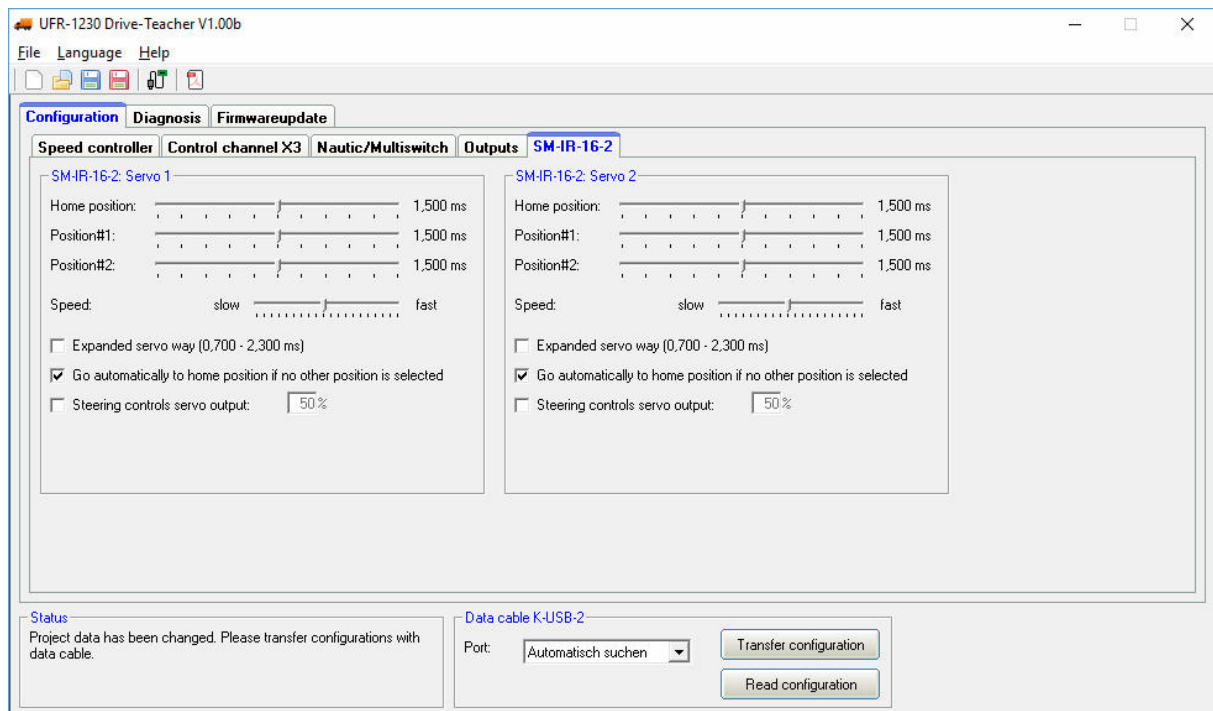 UFR-1230 Drive-Teacher V1.00b
File Language Help
Configuration Diagnosis Firmwareupdate
Speed controller Control channel X3 Nautic/Multiswitch Outputs SM-IR-16-2
SM-IR-16-2: Servo 1
Home position: 1,500 ms
Position#1: 1,500 ms
Position#2: 1,500 ms
Speed: slow fast
Expanded servo way (0,700 - 2,300 ms)
Go automatically to home position if no other position is selected
Steering controls servo output: 50%
SM-IR-16-2: Servo 2
Home position: 1,500 ms
Position#1: 1,500 ms
Position#2: 1,500 ms
Speed: slow fast
Expanded servo way (0,700 - 2,300 ms)
Go automatically to home position if no other position is selected
Steering controls servo output: 50%
Status
Project data has been changed. Please transfer configurations with
data cable.
Data cable K-USB-2
Port: Automatisch suchen
Transfer configuration
Read configuration